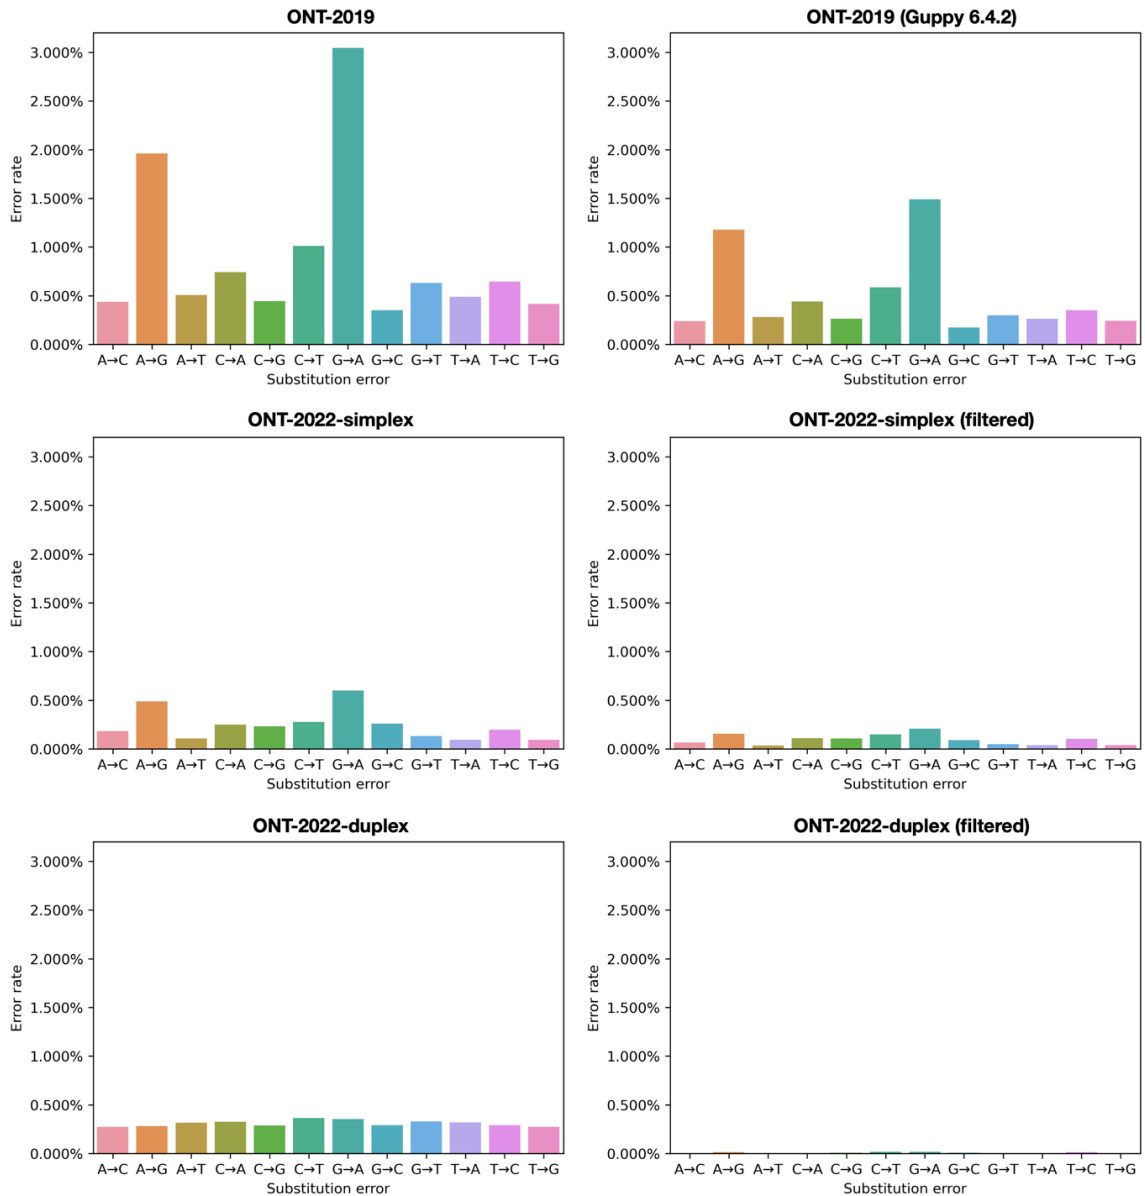 ONT-2019
3.000%
2.500%
2.000%
1.500%
1.000%
0.500%
0.000%
Error rate
A→C A→G A→T C→A C→G C→T G→A G→C G→T T→A T→C T→G
Substitution error
ONT-2019 (Guppy 6.4.2)
3.000%
2.500%
2.000%
1.500%
1.000%
0.500%
0.000%
Error rate
A→C A→G A→T C→A C→G C→T G→A G→C G→T T→A T→C T→G
Substitution error
ONT-2022-simplex
3.000%
2.500%
2.000%
1.500%
1.000%
0.500%
0.000%
Error rate
A→C A→G A→T C→A C→G C→T G→A G→C G→T T→A T→C T→G
Substitution error
ONT-2022-simplex (filtered)
3.000%
2.500%
2.000%
1.500%
1.000%
0.500%
0.000%
Error rate
A→C A→G A→T C→A C→G C→T G→A G→C G→T T→A T→C T→G
Substitution error
ONT-2022-duplex
3.000%
2.500%
2.000%
1.500%
1.000%
0.500%
0.000%
Error rate
A→C A→G A→T C→A C→G C→T G→A G→C G→T T→A T→C T→G
Substitution error
ONT-2022-duplex (filtered)
3.000%
2.500%
2.000%
1.500%
1.000%
0.500%
0.000%
Error rate
A→C A→G A→T C→A C→G C→T G→A G→C G→T T→A T→C T→G
Substitution error